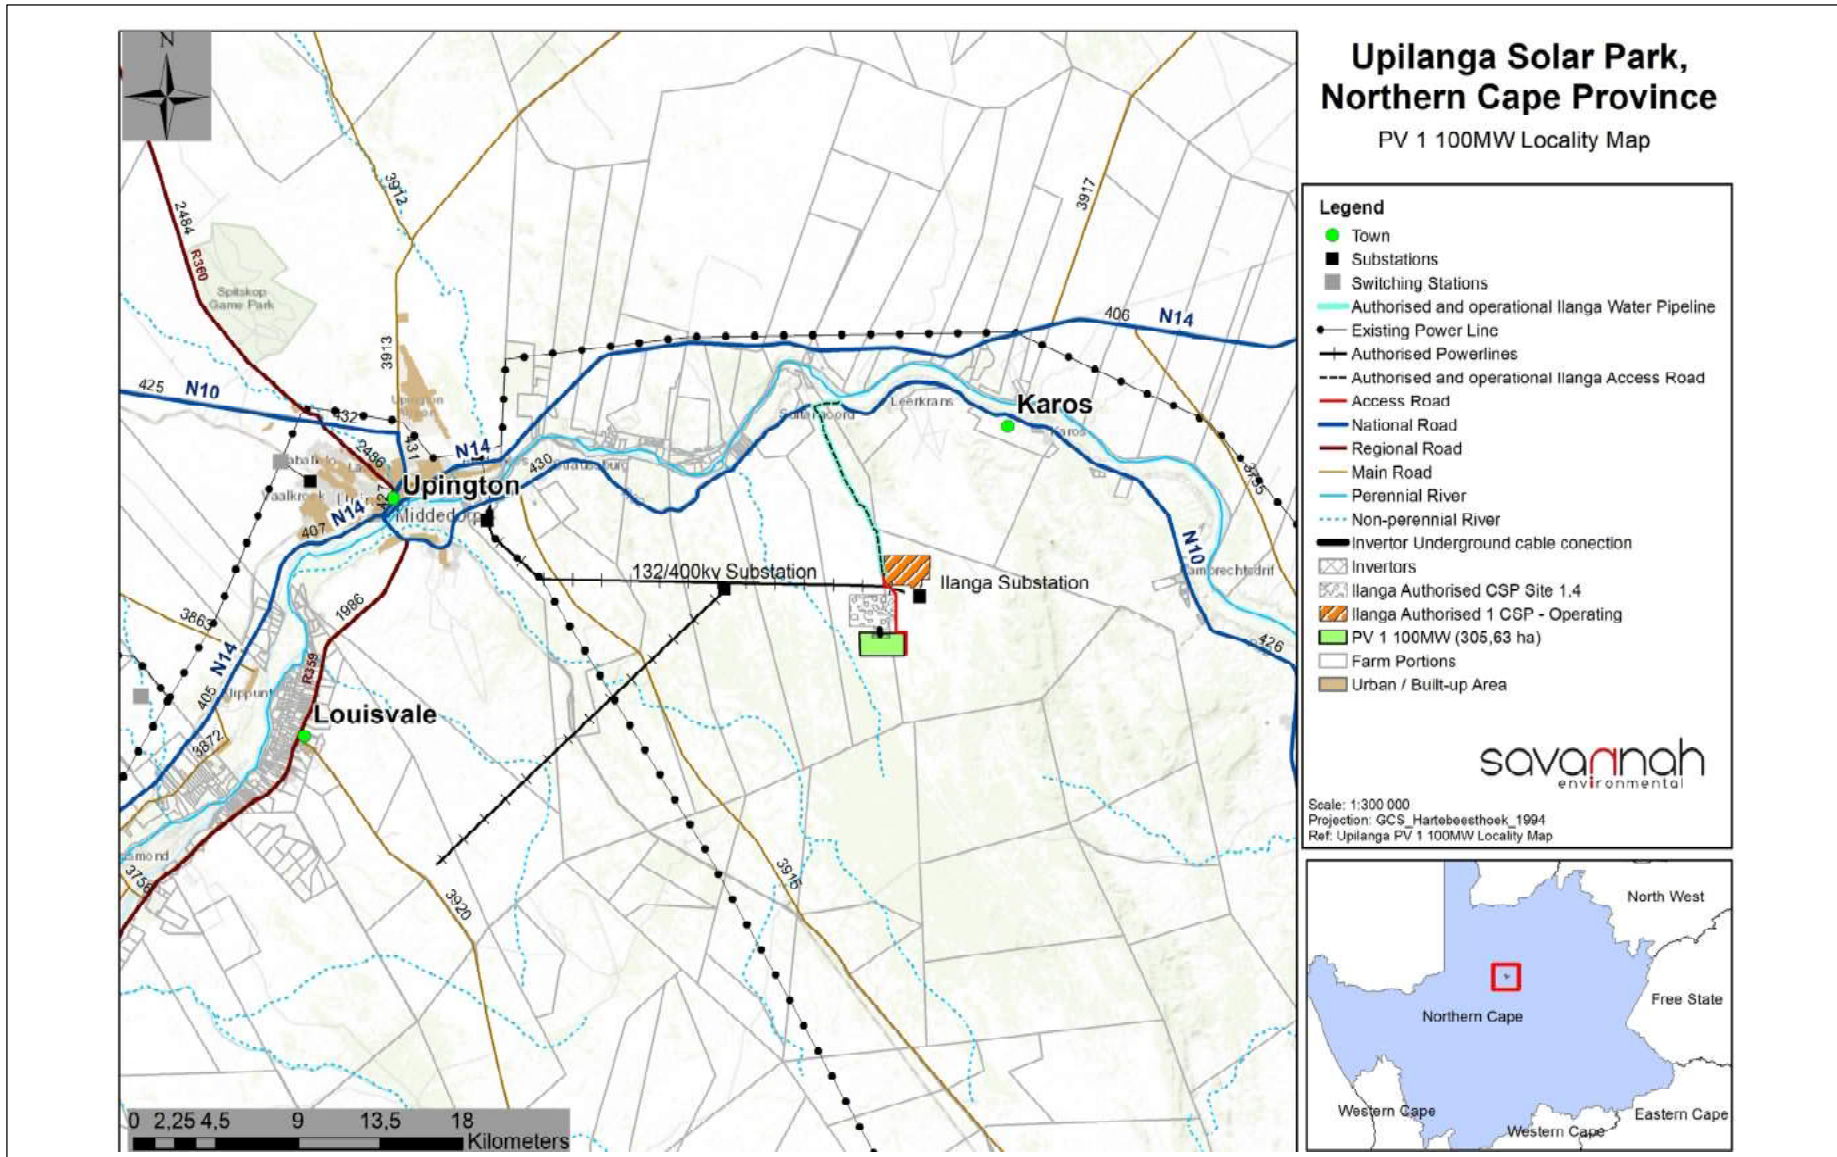 Upilanga Solar Park,
Northern Cape Province
PV 1 100MW Locality Map
Legend
Town
Substations
Switching Stations
Authorised and operational Ilanga Water Pipeline
Existing Power Line
Authorised Powerlines
Authorised and operational Ilanga Access Road
Access Road
National Road
Regional Road
Main Road
Perennial River
Non-perennial River
Invertor Underground cable conection
Invertors
Ilanga Authorised CSP Site 1.4
Ilanga Authorised 1 CSP - Operating
PV 1 100MW (305,63 ha)
Farm Portions
Urban / Built-up Area
savannah
environmental
Scale: 1:300 000
Projection: GCS_Hartebeesthoek_1994
Ref: Upilanga PV 1 100MW Locality Map
North West
Free State
Northern Cape
Western Cape
Eastern Cape
Western Cape
N
3912
3917
2484
R360
Spitskop
Game Park
3913
406
N14
425
N10
432
431
2486
N14
430
Leerkrans
Karos
Karos
Upington
427
N14
407
3795
N10
426
132/400kv Substation
Ilanga Substation
1986
3863
N14
R359
405
Louisvale
3872
3758
3920
3915
0 2,25 4,5 9 13,5 18
Kilometers